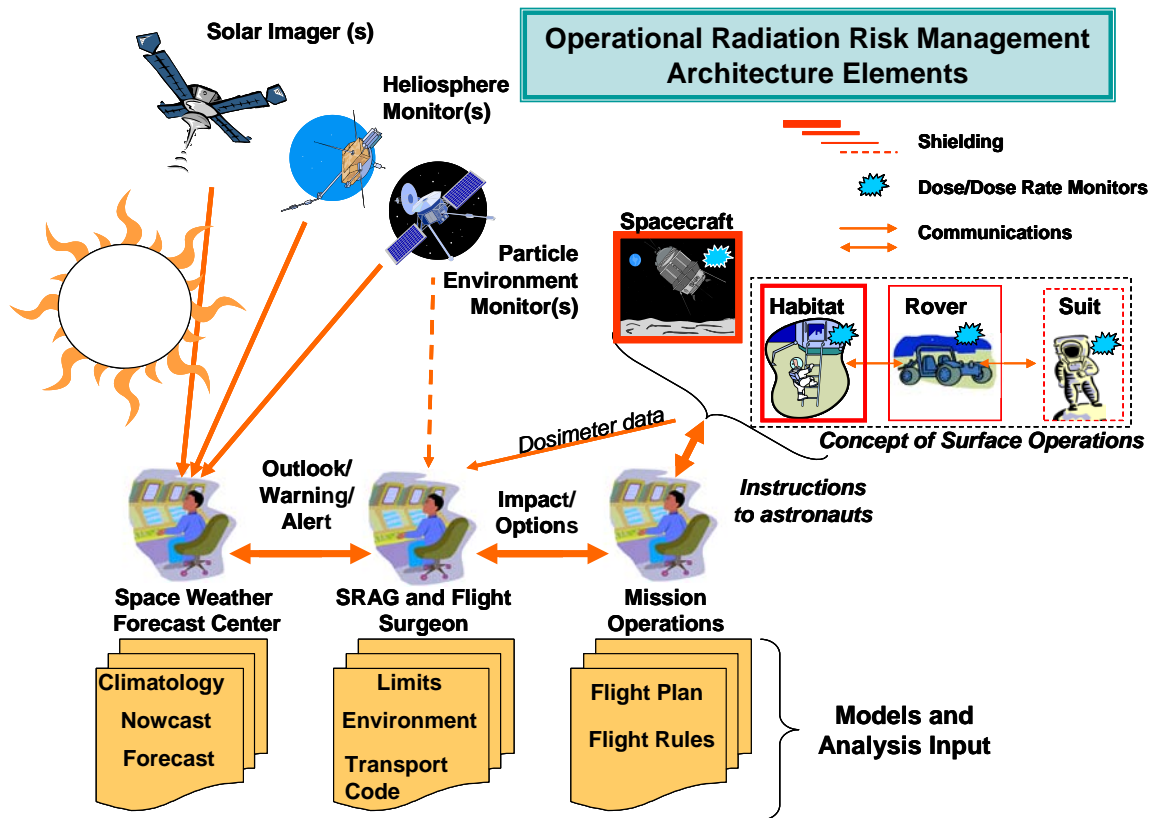 Solar Imager (s)
Operational Radiation Risk Management
Architecture Elements
Heliosphere
Monitor(s)
Shielding
Dose/Dose Rate Monitors
Communications
Particle
Environment
Monitor(s)
Spacecraft
Habitat
Rover
Suit
Concept of Surface Operations
Dosimeter data
Outlook/
Warning/
Alert
Impact/
Options
Instructions
to astronauts
Space Weather
Forecast Center
SRAG and Flight
Surgeon
Mission
Operations
Climatology
Nowcast
Forecast
Limits
Environment
Transport
Code
Flight Plan
Flight Rules
Models and
Analysis Input